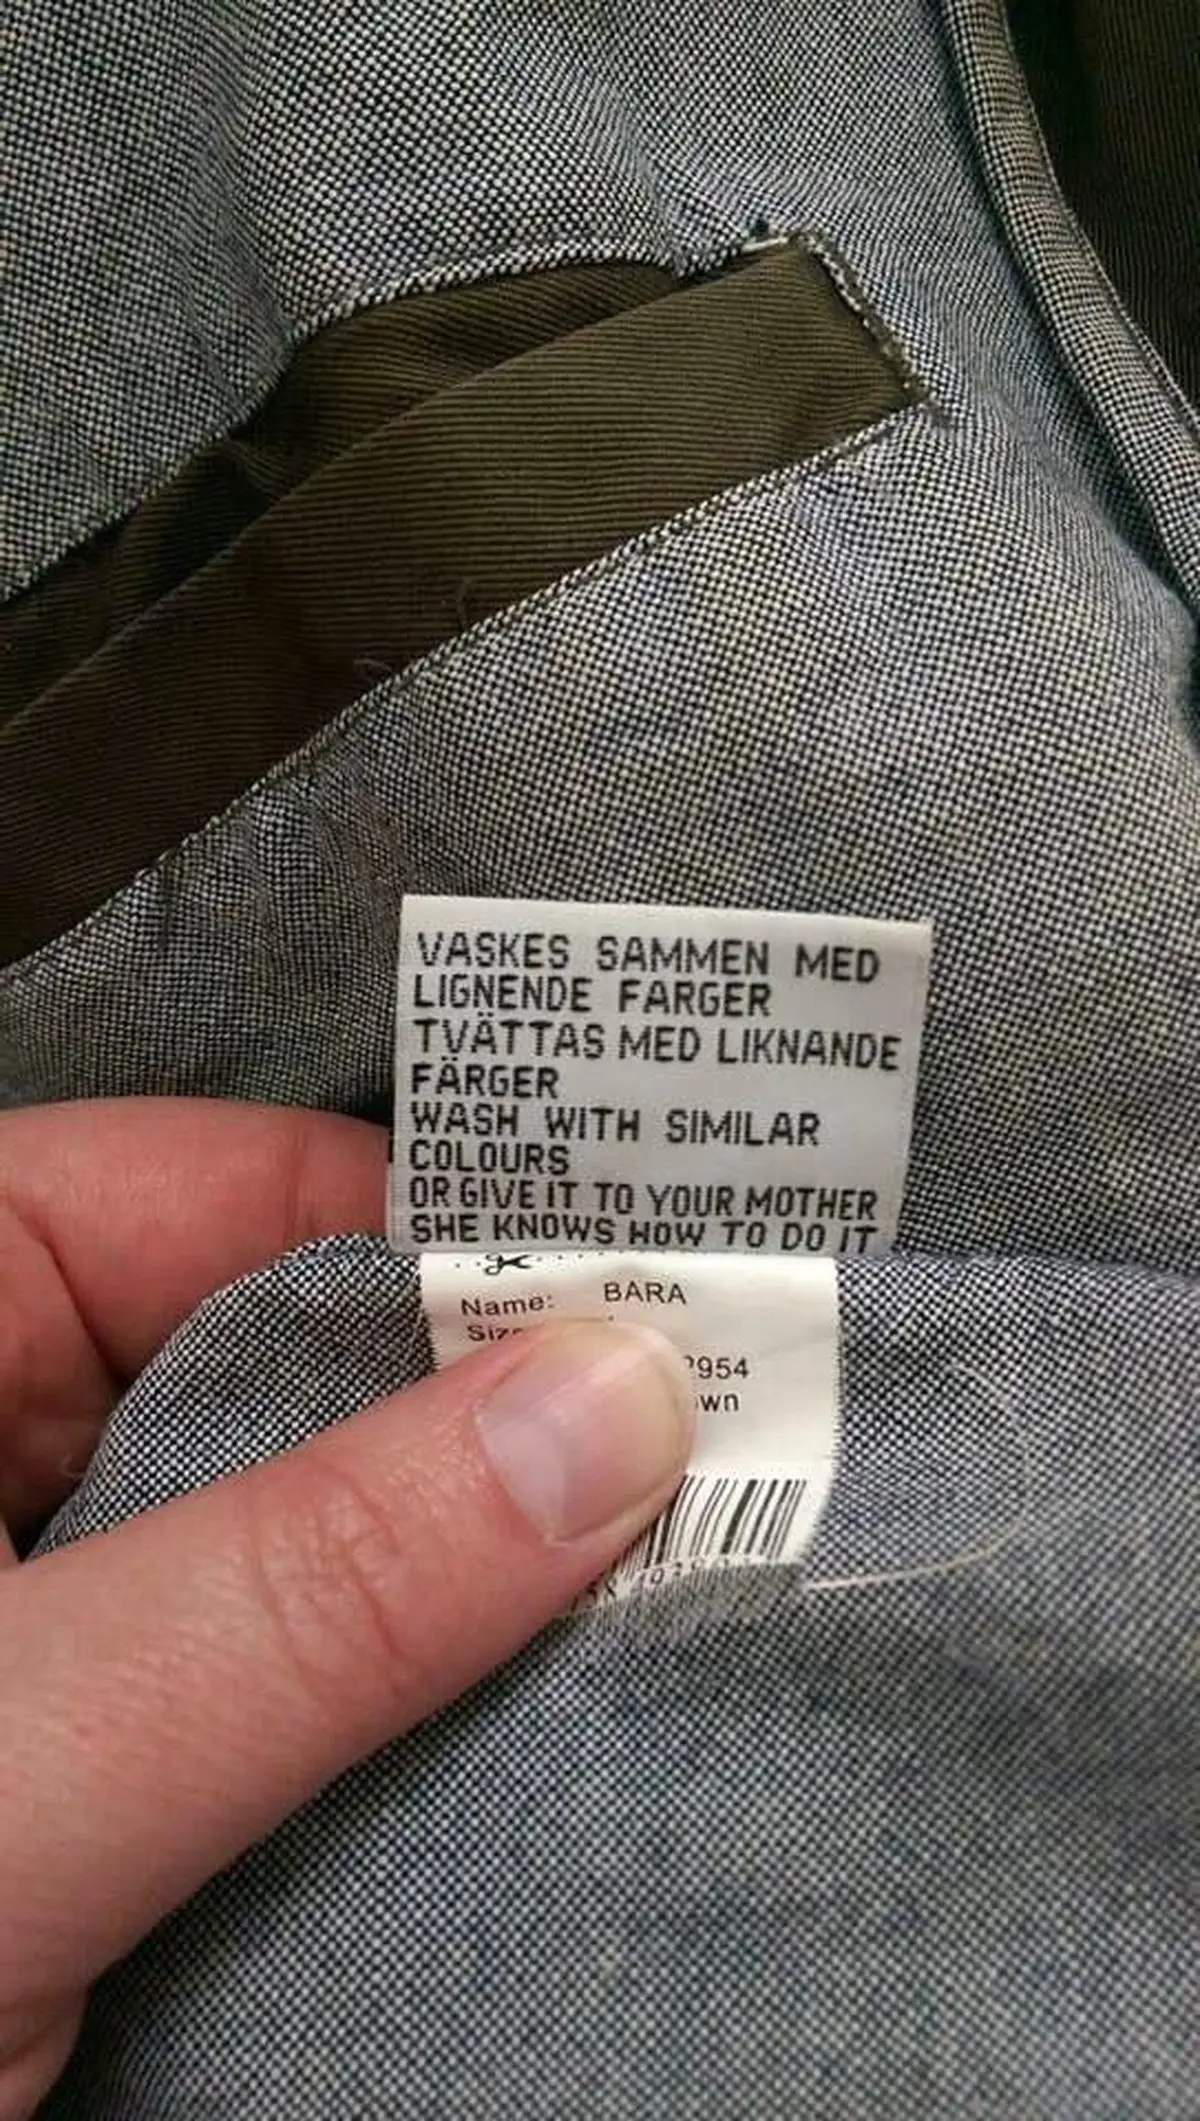 VASKES SAMMEN MED
LIGNENDE FARGER
TVÄTTAS MED LIKNANDE
FÄRGER
WASH WITH SIMILAR
COLOURS
OR GIVE IT TO YOUR MOTHER
SHE KNOWS HOW TO DO IT
Name: BARA